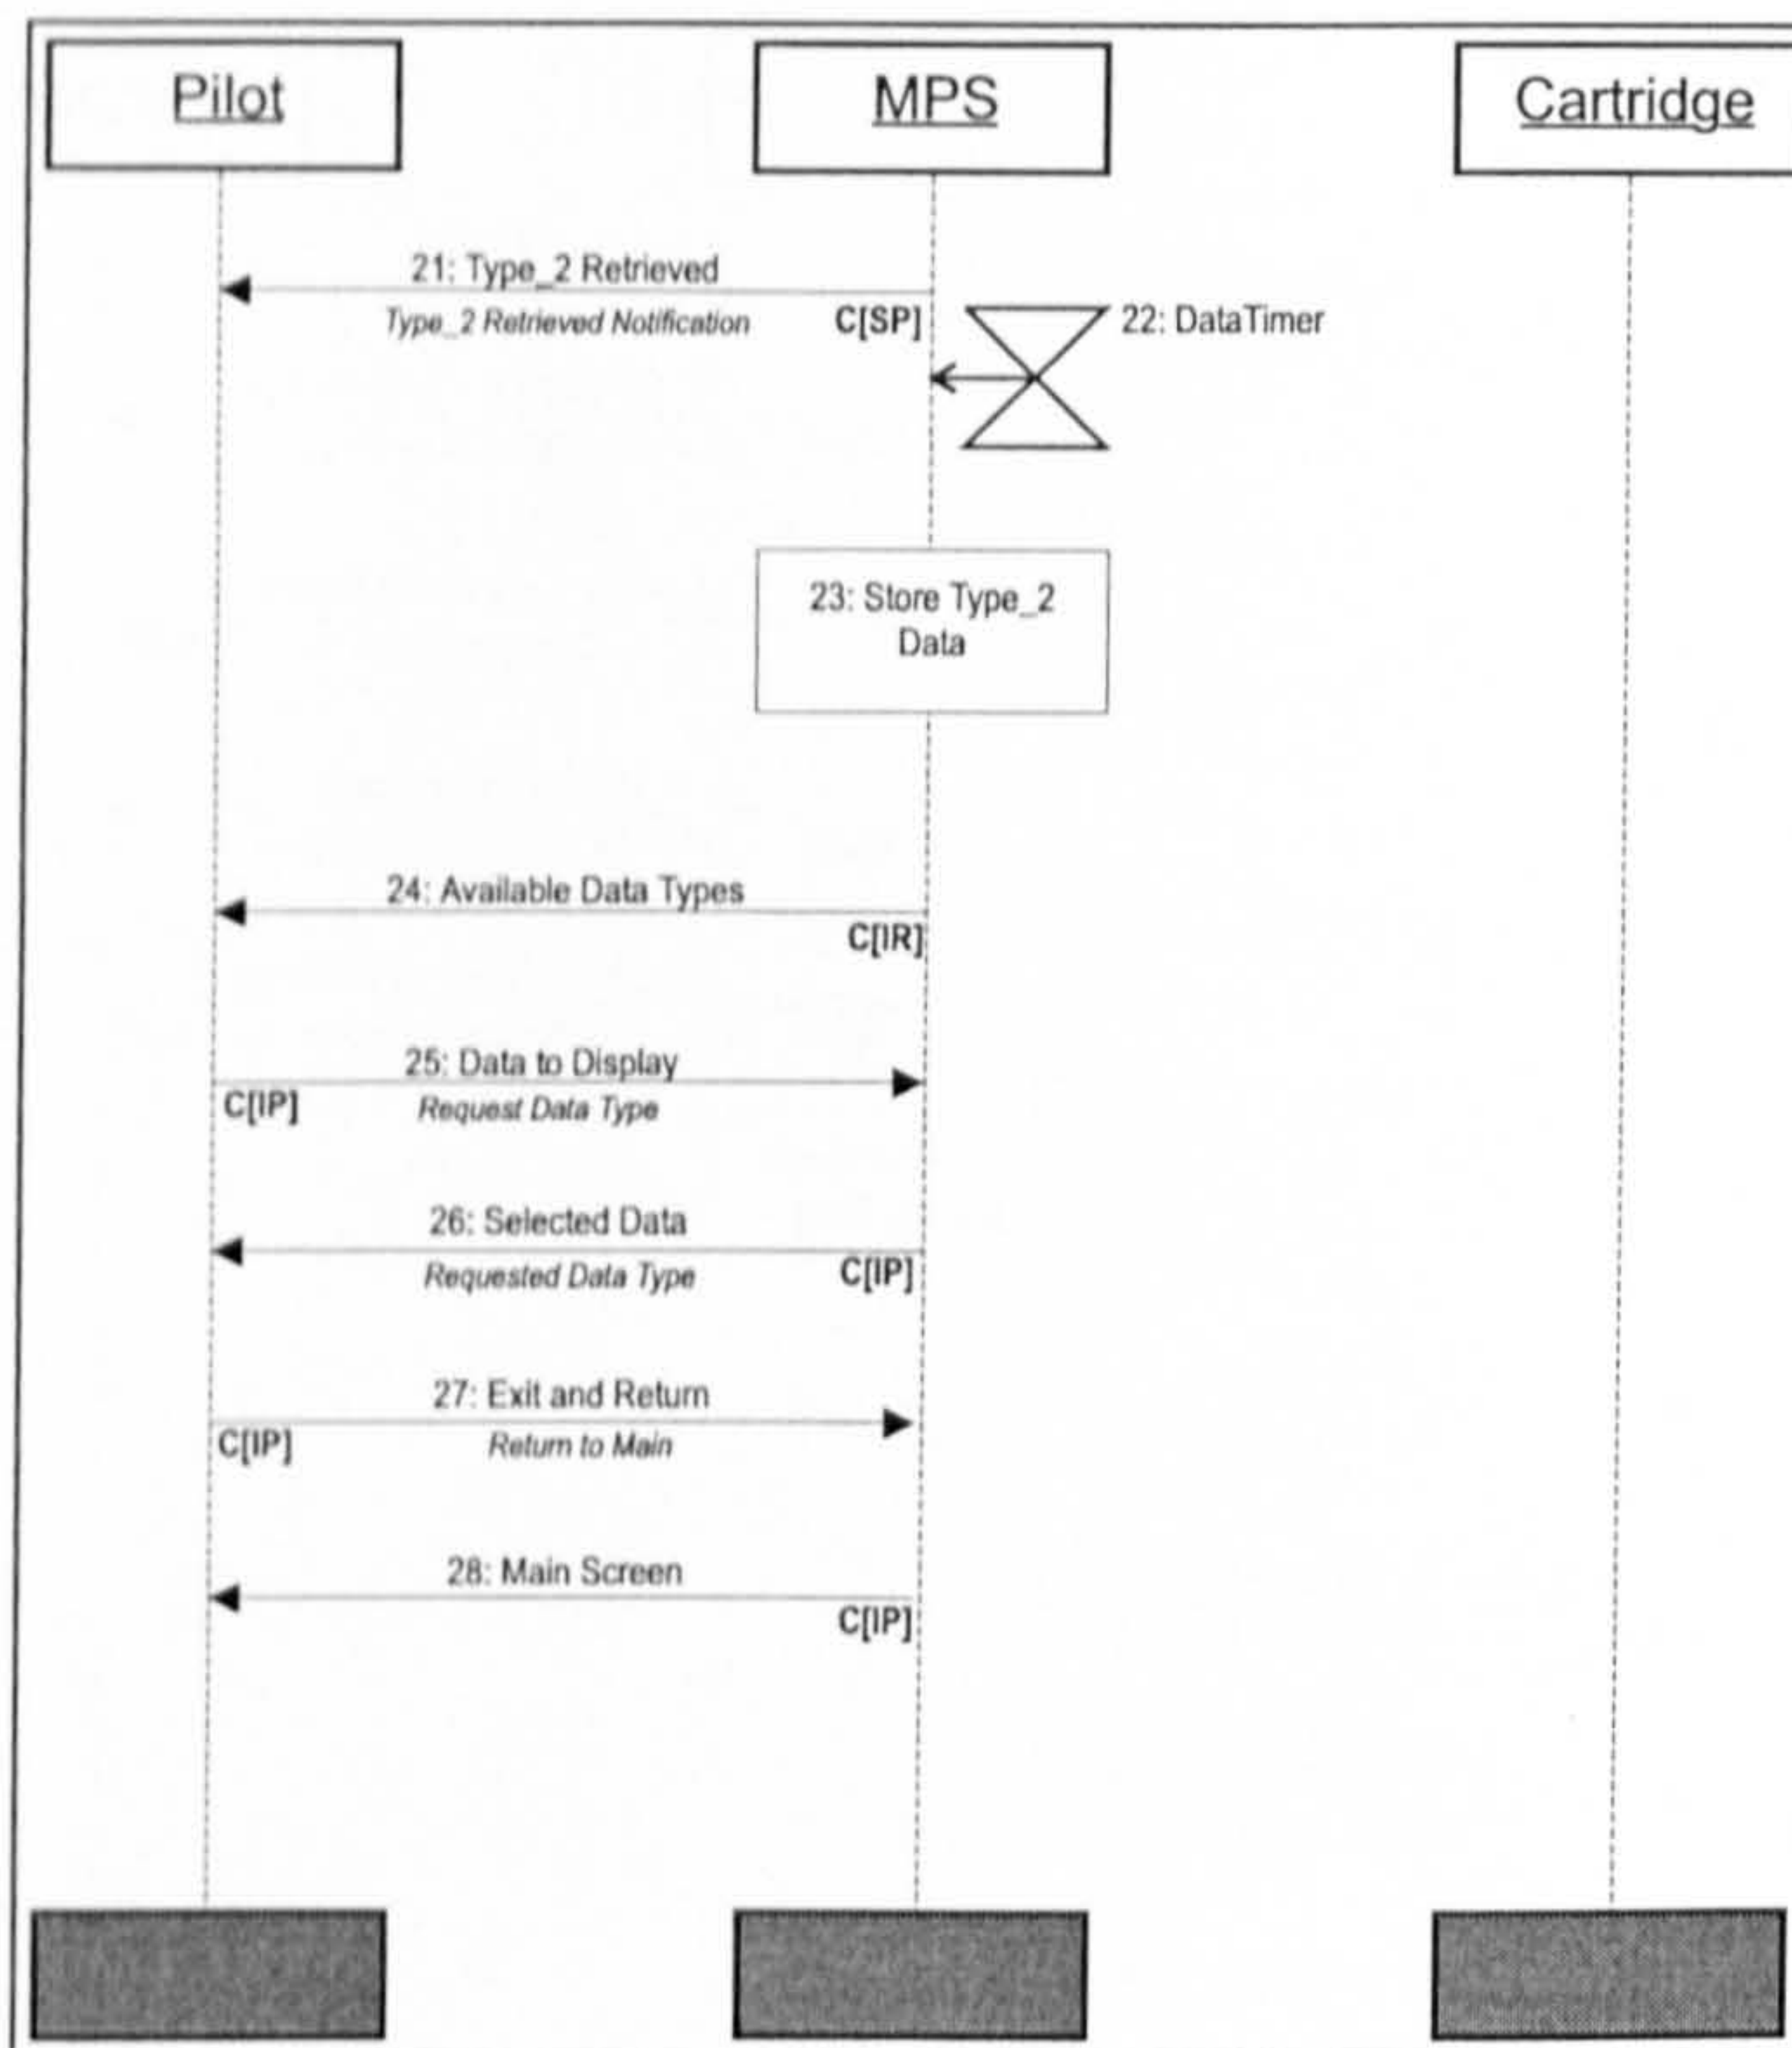 Pilot
MPS
Cartridge
21: Type_2 Retrieved
Type_2 Retrieved Notification
C[SP]
22: DataTimer
23: Store Type_2
Data
24: Available Data Types
C[IR]
25: Data to Display
C[IP]
Request Data Type
26: Selected Data
Requested Data Type
C[IP]
27: Exit and Return
C[IP]
Return to Main
28: Main Screen
C[IP]